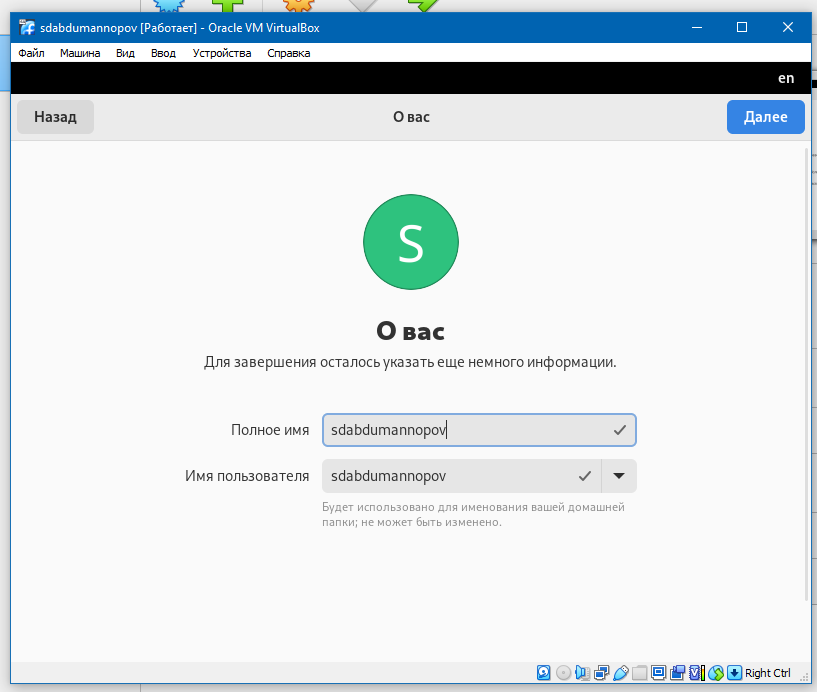 sdabdumannopov [Работает] - Oracle VM VirtualBox
Файл Машина Вид Ввод Устройства Справка
en
Назад О вас Далее
S
О вас
Для завершения осталось указать еще немного информации.
Полное имя sdabdumannopov
Имя пользователя sdabdumannopov
Будет использовано для именования вашей домашней
папки; не может быть изменено.
Right Ctrl